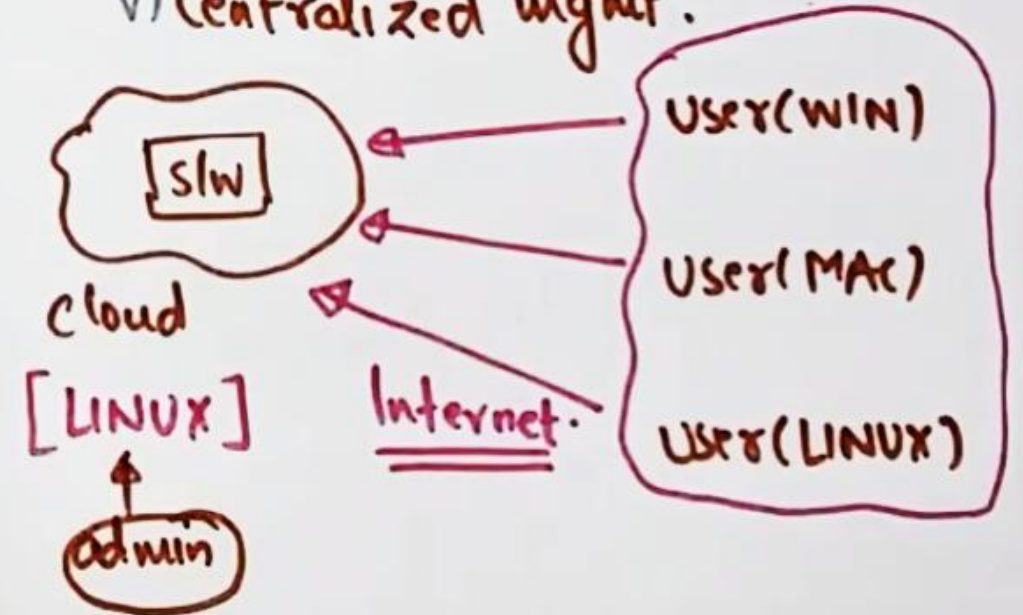 v) Centralized mgmt.
User(WIN)
S/W
User(MAC)
Cloud
[LINUX]
Internet.
User(LINUX)
admin